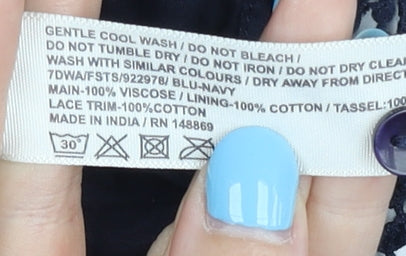 GENTLE COOL WASH / DO NOT BLEACH /
DO NOT TUMBLE DRY / DO NOT IRON / DO NOT DRY CLEA
WASH WITH SIMILAR COLOURS / DRY AWAY FROM DIRECT
7DWA/FSTS/922978/ BLU-NAVY
MAIN-100% VISCOSE / LINING-100% COTTON / TASSEL:100
LACE TRIM-100%COTTON
MADE IN INDIA / RN 148869
30°